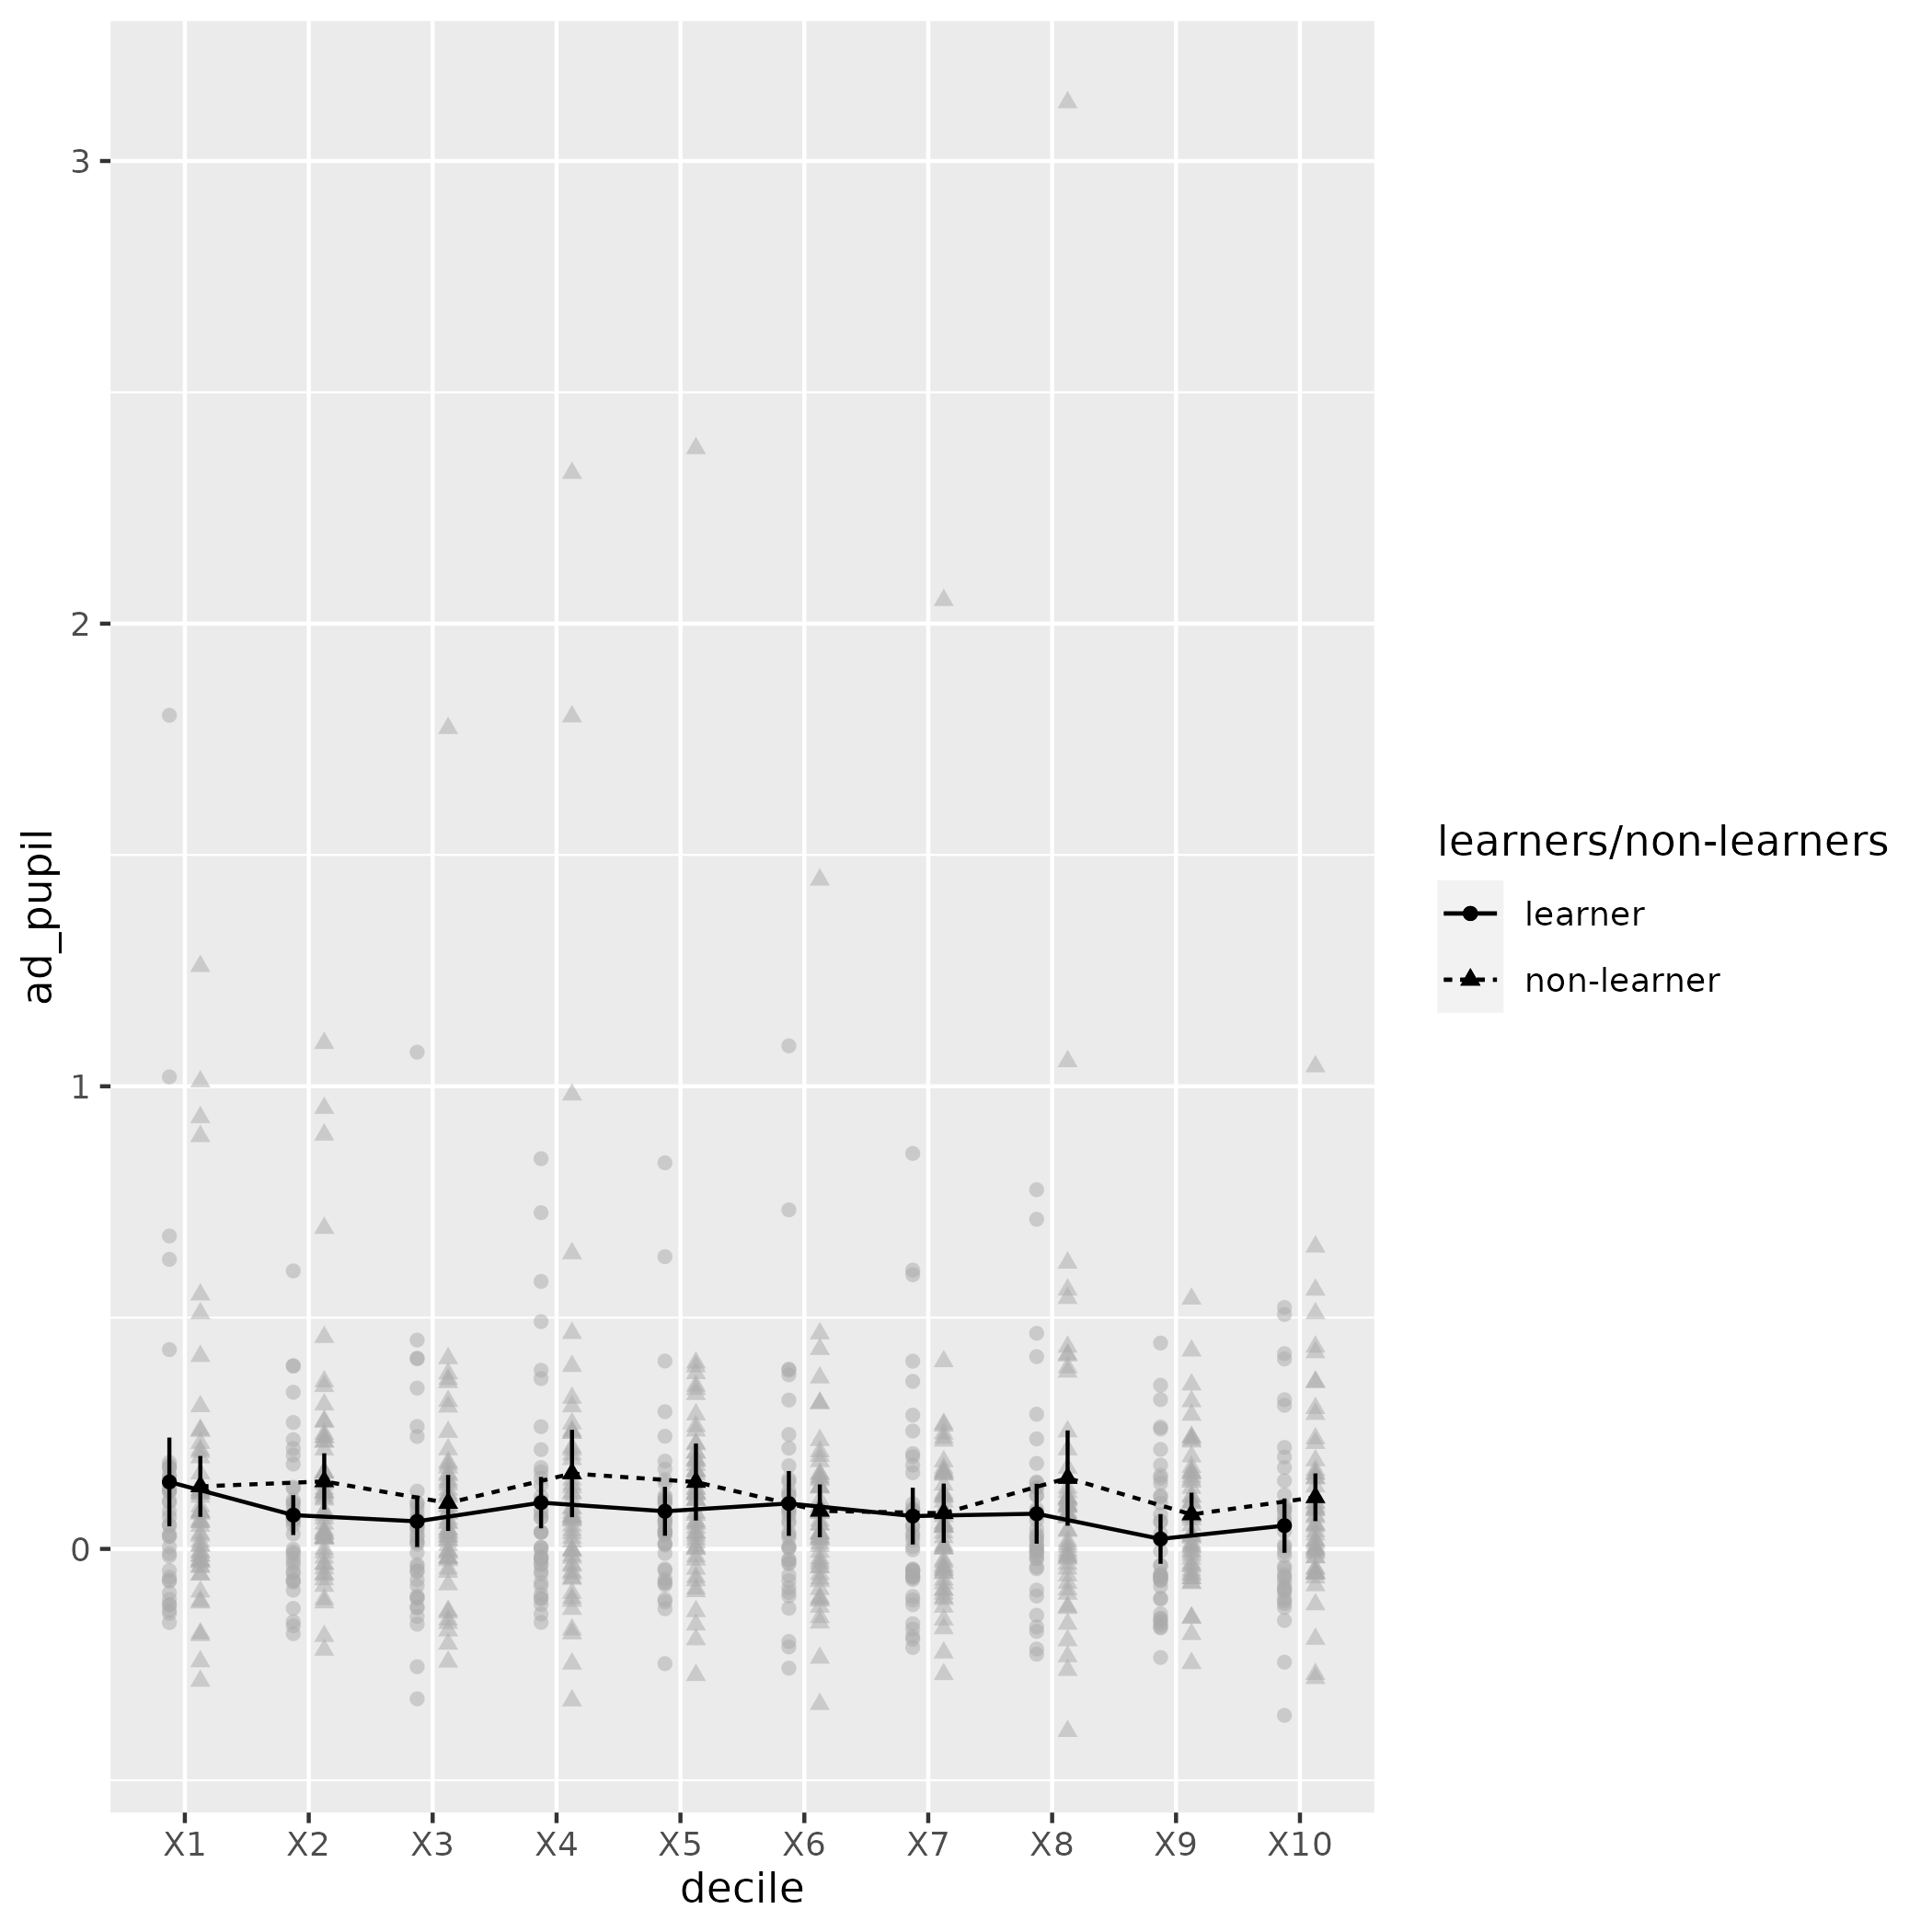 3
2
1
0
ad_pupil
X1 X2 X3 X4 X5 X6 X7 X8 X9 X10
decile
learners/non-learners
learner
non-learner